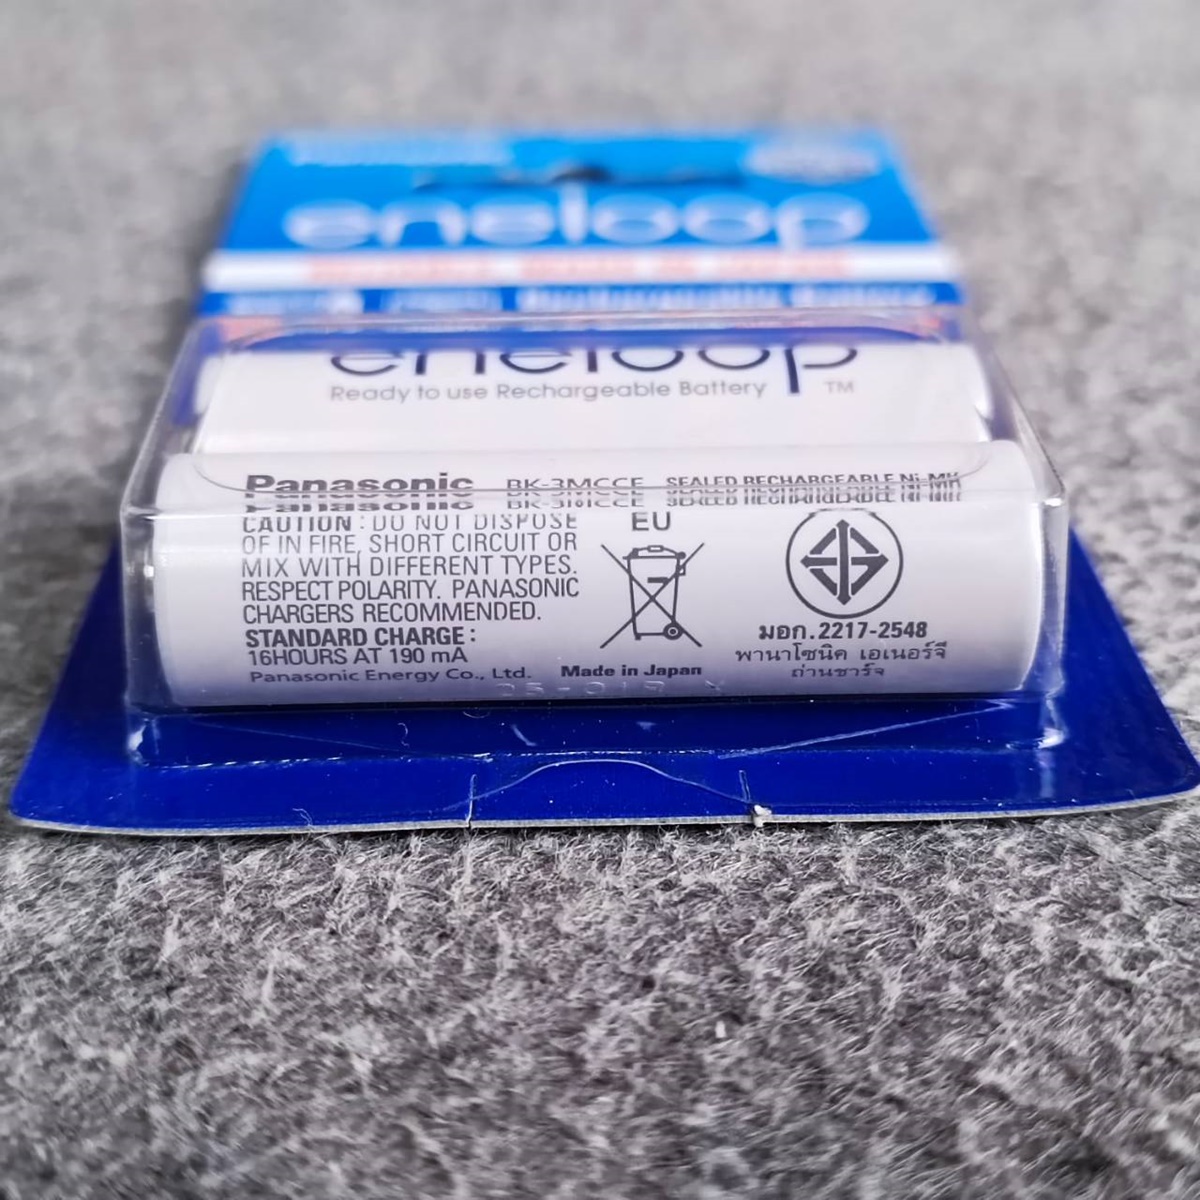 eneloop
eneloop
Ready to use Rechargeable Battery ™
Panasonic BK-3MCCE SEALED RECHARGEABLE Ni-MH
CAUTION : DO NOT DISPOSE
OF IN FIRE, SHORT CIRCUIT OR
MIX WITH DIFFERENT TYPES.
RESPECT POLARITY. PANASONIC
CHARGERS RECOMMENDED.
STANDARD CHARGE :
16HOURS AT 190 mA
Panasonic Energy Co., Ltd.
EU
Made in Japan
มอก. 2217-2548
พานาโซนิค เอเนอร์จี
ถ่านชาร์จ